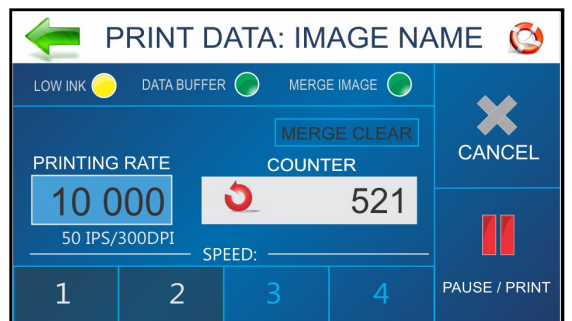 PRINT DATA: IMAGE NAME
LOW INK DATA BUFFER MERGE IMAGE
MERGE CLEAR
CANCEL
PRINTING RATE COUNTER
10 000 521
50 IPS/300DPI
SPEED:
1 2 3 4
PAUSE / PRINT